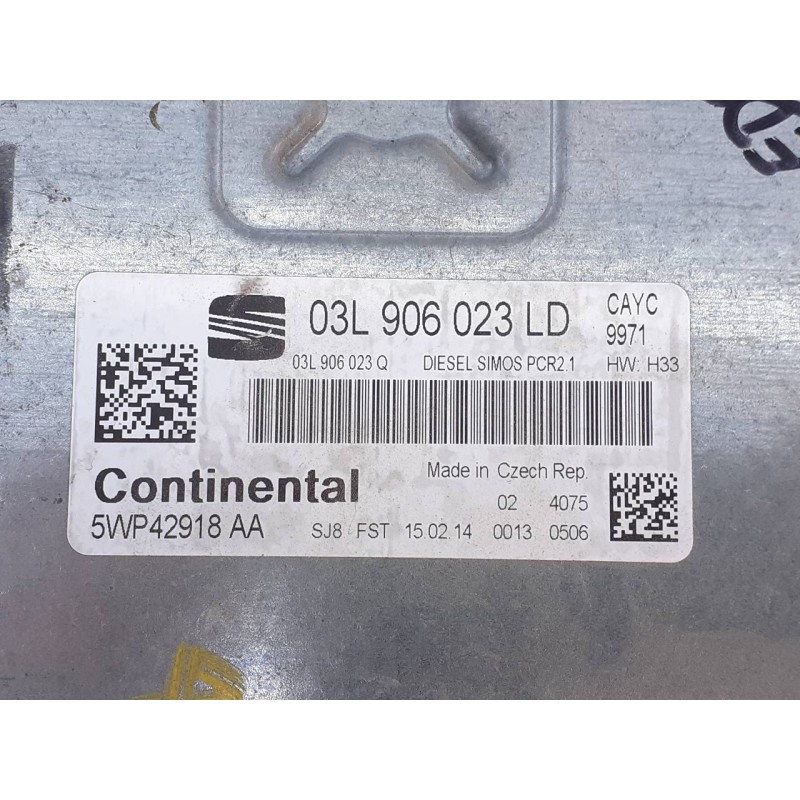 03L 906 023 LD
CAYC
9971
03L 906 023 Q
DIESEL SIMOS PCR2.1
HW: H33
Continental
Made in Czech Rep.
02 4075
5WP42918 AA
SJ8 FST 15.02.14 0013 0506